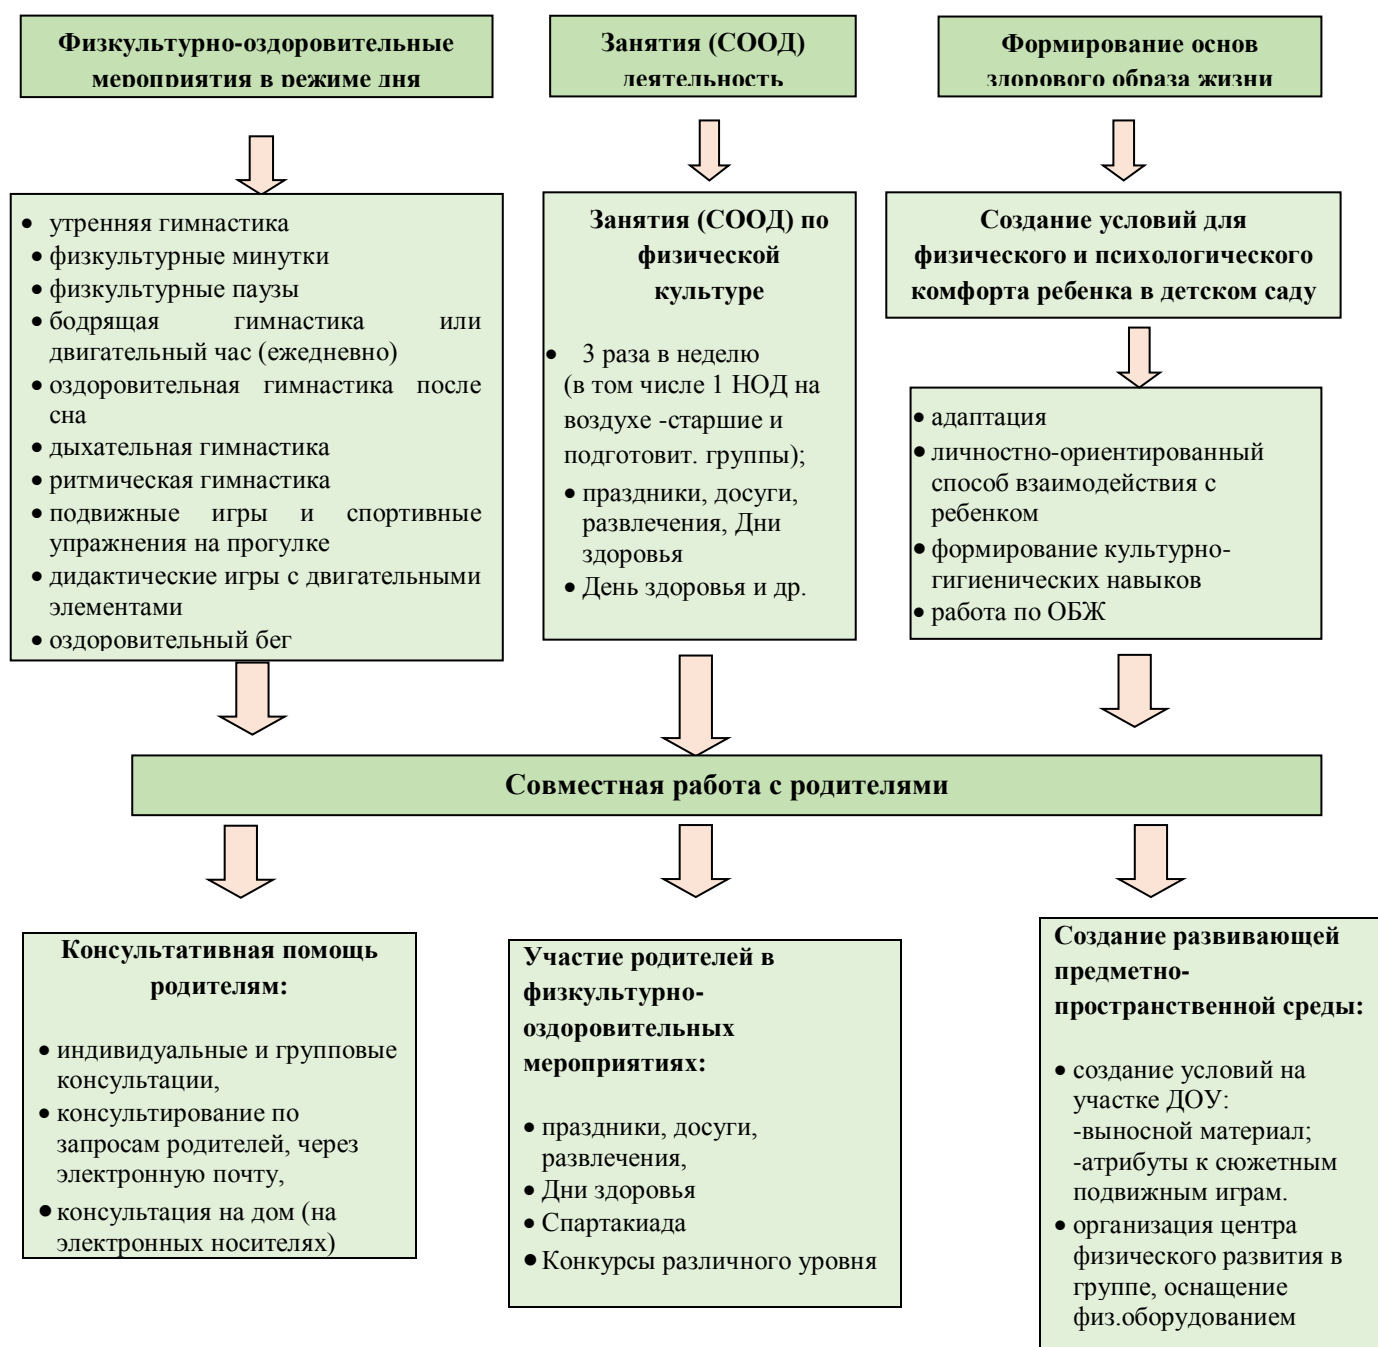 Физкультурно-оздоровительные
мероприятия в режиме дня
Занятия (СООД)
деятельность
Формирование основ
здорового образа жизни
• утренняя гимнастика
• физкультурные минутки
• физкультурные паузы
• бодрящая гимнастика или
двигательный час (ежедневно)
• оздоровительная гимнастика после
сна
• дыхательная гимнастика
• ритмическая гимнастика
• подвижные игры и спортивные
упражнения на прогулке
• дидактические игры с двигательными
элементами
• оздоровительный бег
Занятия (СООД) по
физической
культуре
• 3 раза в неделю
(в том числе 1 НОД на
воздухе -старшие и
подготовит. группы);
• праздники, досуги,
развлечения, Дни
здоровья
• День здоровья и др.
Создание условий для
физического и психологического
комфорта ребенка в детском саду
• адаптация
• личностно-ориентированный
способ взаимодействия с
ребенком
• формирование культурно-
гигиенических навыков
• работа по ОБЖ
Совместная работа с родителями
Консультативная помощь
родителям:
• индивидуальные и групповые
консультации,
• консультирование по
запросам родителей, через
электронную почту,
• консультация на дом (на
электронных носителях)
Участие родителей в
физкультурно-
оздоровительных
мероприятиях:
• праздники, досуги,
развлечения,
• Дни здоровья
• Спартакиада
• Конкурсы различного уровня
Создание развивающей
предметно-
пространственной среды:
• создание условий на
участке ДОУ:
-выносной материал;
-атрибуты к сюжетным
подвижным играм.
• организация центра
физического развития в
группе, оснащение
физ.оборудованием